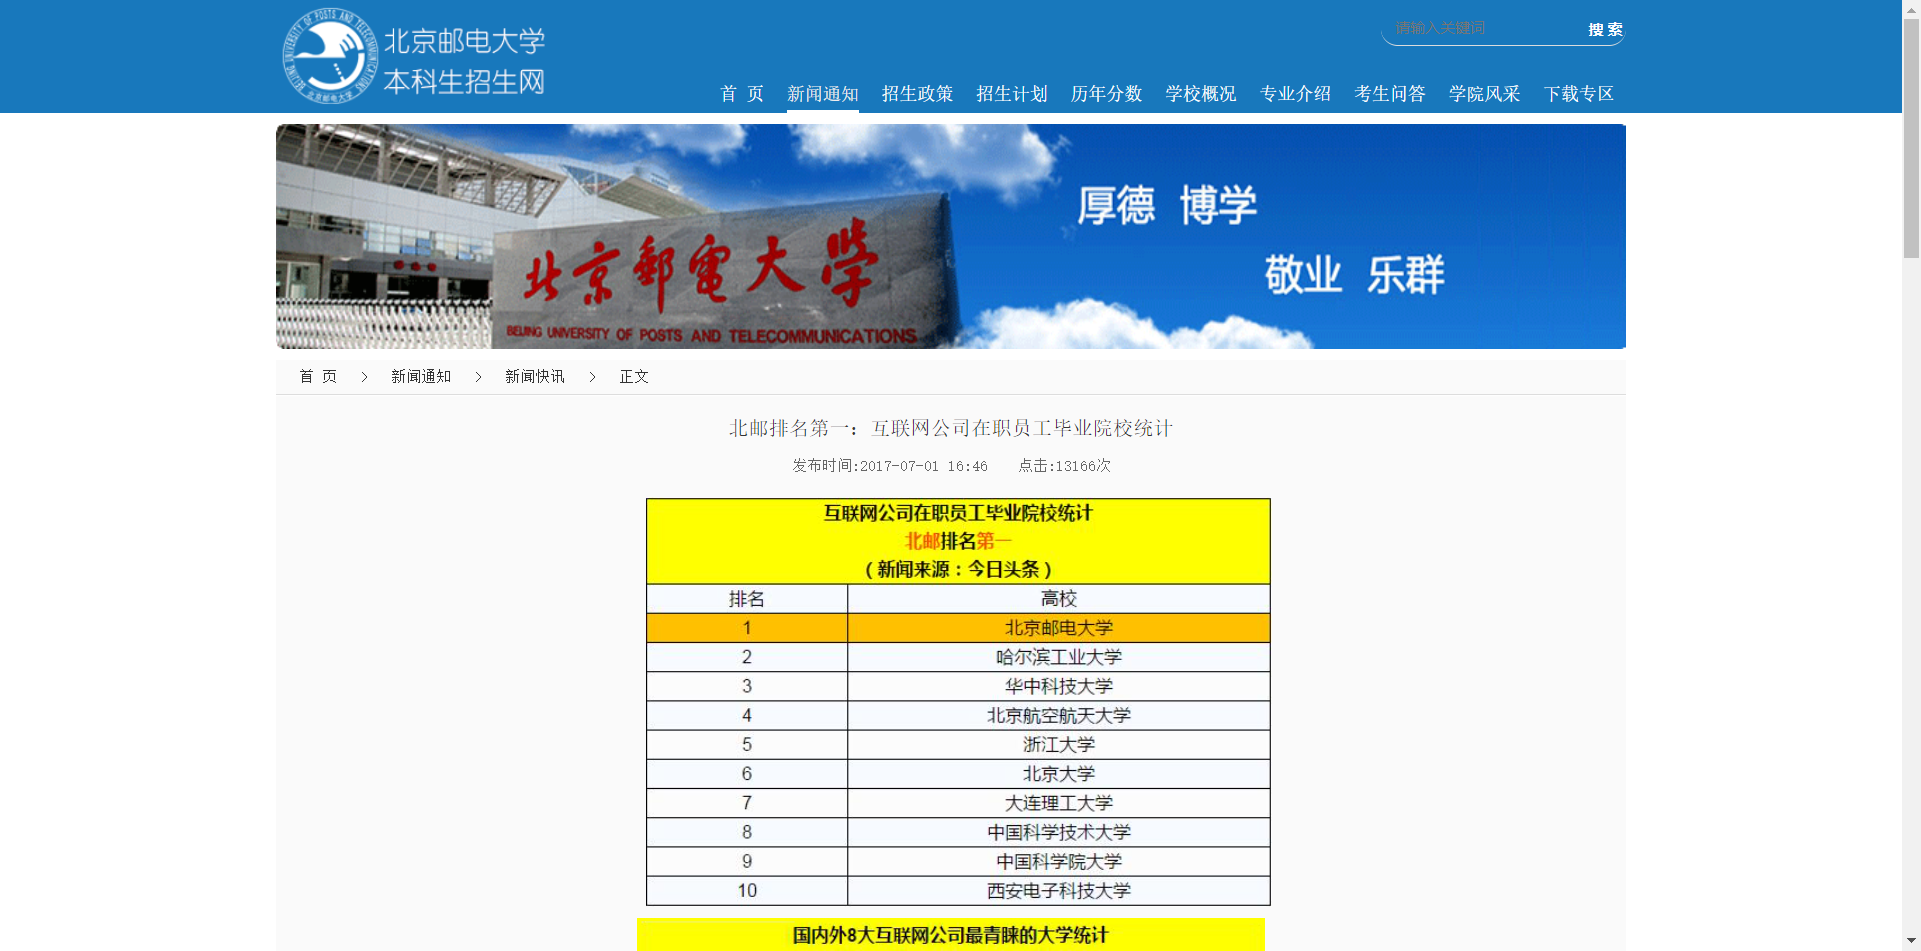 BEIJING UNIVERSITY OF POSTS AND TELECOMMUNICATIONS
北京邮电大学
北京邮电大学
本科生招生网
请输入关键词
搜 索
首 页 新闻通知 招生政策 招生计划 历年分数 学校概况 专业介绍 考生问答 学院风采 下载专区
厚德 博学
敬业 乐群
北京郵電大學
BEIJING UNIVERSITY OF POSTS AND TELECOMMUNICATIONS
首 页 > 新闻通知 > 新闻快讯 > 正文
北邮排名第一：互联网公司在职员工毕业院校统计
发布时间:2017-07-01 16:46 点击:13166次
互联网公司在职员工毕业院校统计
北邮排名第一
（新闻来源：今日头条）
排名 高校
1 北京邮电大学
2 哈尔滨工业大学
3 华中科技大学
4 北京航空航天大学
5 浙江大学
6 北京大学
7 大连理工大学
8 中国科学技术大学
9 中国科学院大学
10 西安电子科技大学
国内外8大互联网公司最青睐的大学统计